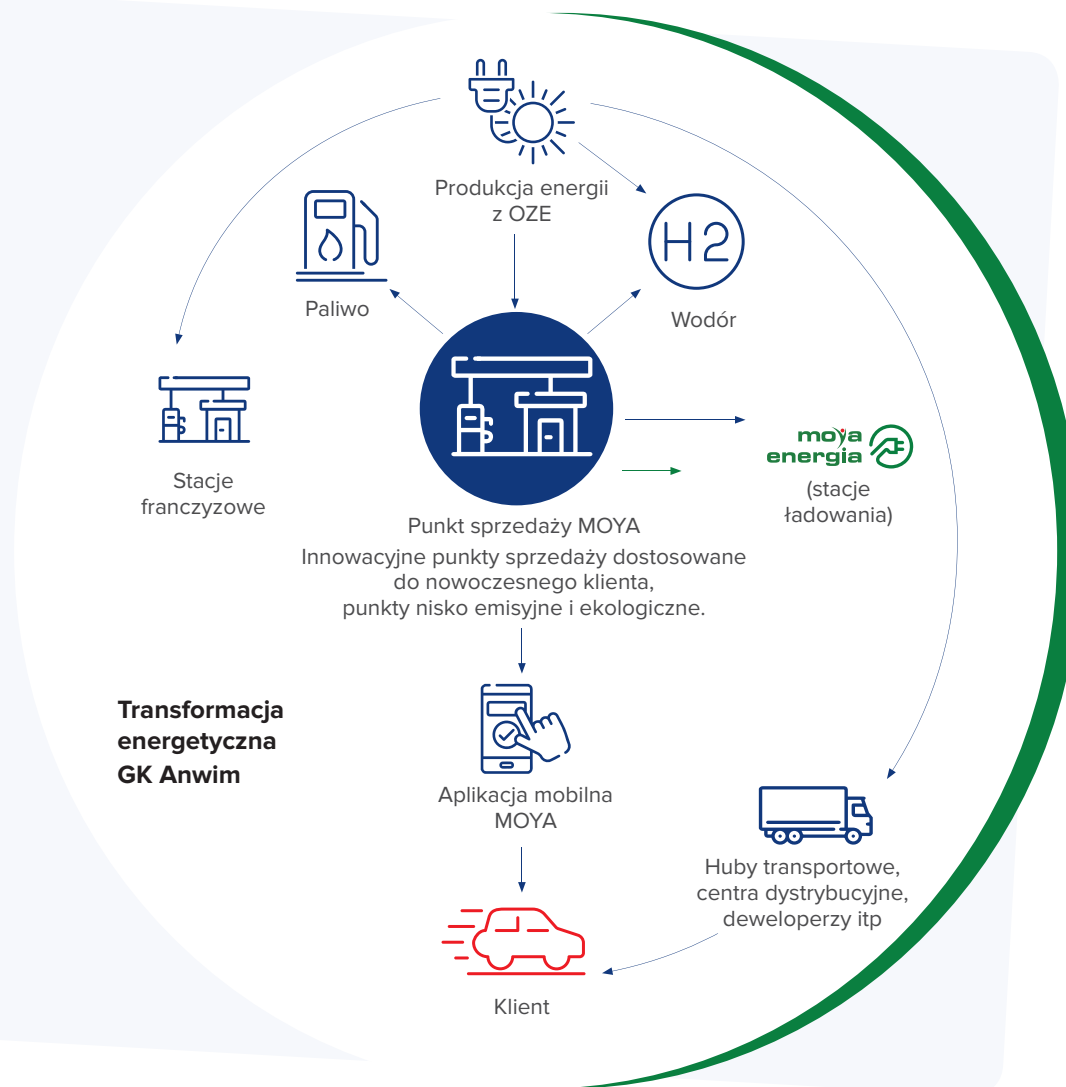 Produkcja energii
z OZE
H2
Paliwo
Wodór
Stacje
franczyzowe
moya
energia
(stacje
ładowania)
Punkt sprzedaży MOYA
Innowacyjne punkty sprzedaży dostosowane
do nowoczesnego klienta,
punkty nisko emisyjne i ekologiczne.
Transformacja
energetyczna
GK Anwim
Aplikacja mobilna
MOYA
Huby transportowe,
centra dystrybucyjne,
deweloperzy itp
Klient